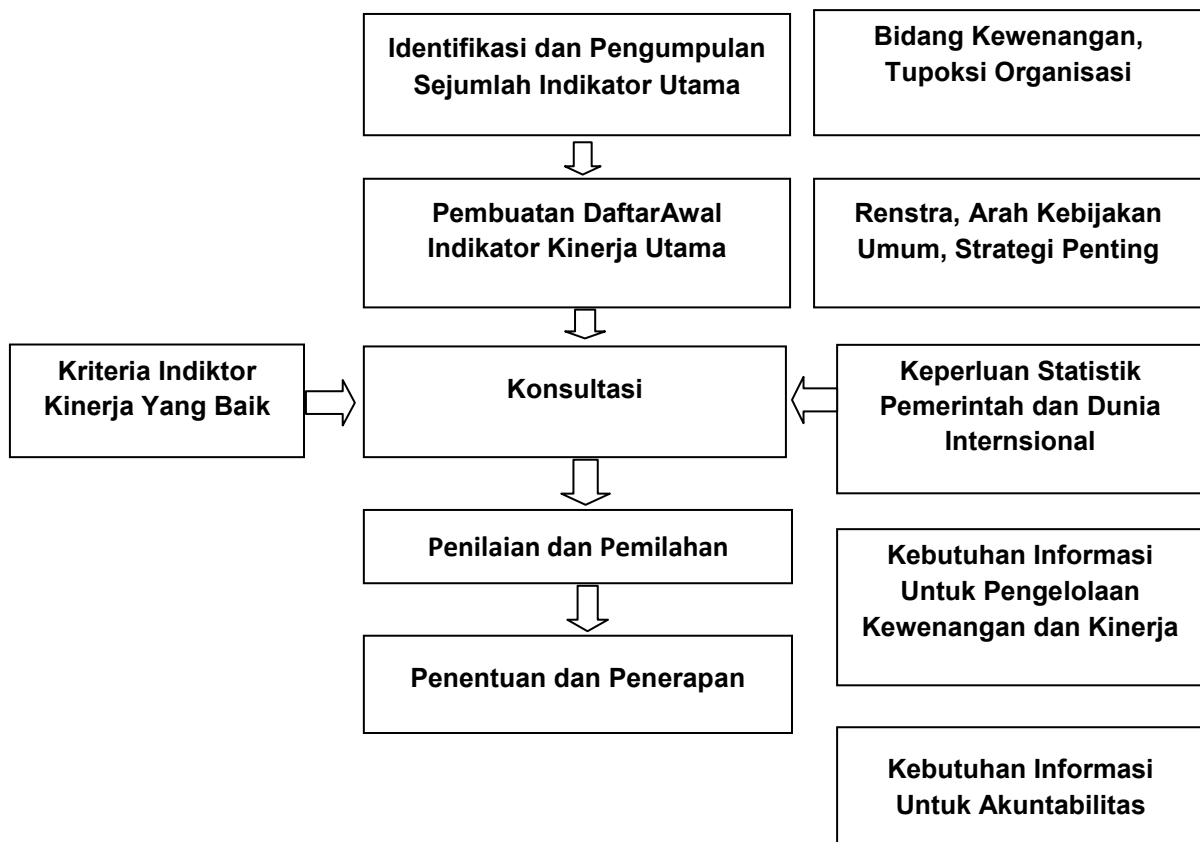 Identifikasi dan Pengumpulan
Sejumlah Indikator Utama
Bidang Kewenangan,
Tupoksi Organisasi
Pembuatan DaftarAwal
Indikator Kinerja Utama
Renstra, Arah Kebijakan
Umum, Strategi Penting
Kriteria Indiktor
Kinerja Yang Baik
Konsultasi
Keperluan Statistik
Pemerintah dan Dunia
Internsional
Penilaian dan Pemilahan
Kebutuhan Informasi
Untuk Pengelolaan
Kewenangan dan Kinerja
Penentuan dan Penerapan
Kebutuhan Informasi
Untuk Akuntabilitas